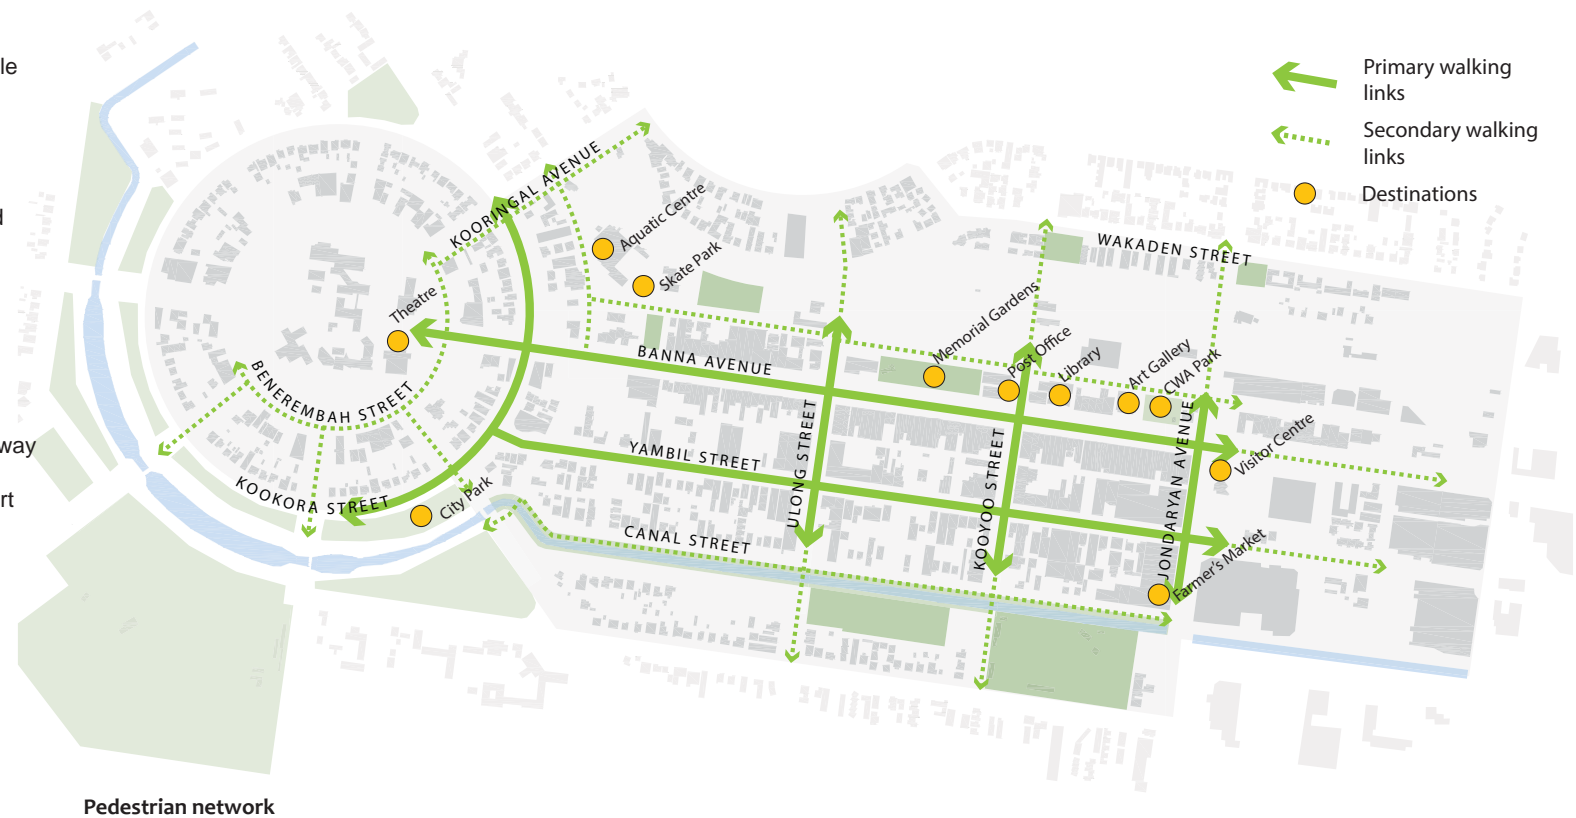 le
d
way
rt
Primary walking
links
Secondary walking
links
Destinations
KOORINGAL AVENUE
Aquatic Centre
Skate Park
Theatre
WAKADEN STREET
Memorial Gardens
Post Office
Library
Art Gallery
CWA Park
BANNA AVENUE
BENEREMBAH STREET
YAMBIL STREET
ULONG STREET
KOOYOO STREET
JONDARYAN AVENUE
Visitor Centre
KOOKORA STREET
City Park
CANAL STREET
Farmer's Market
Pedestrian network